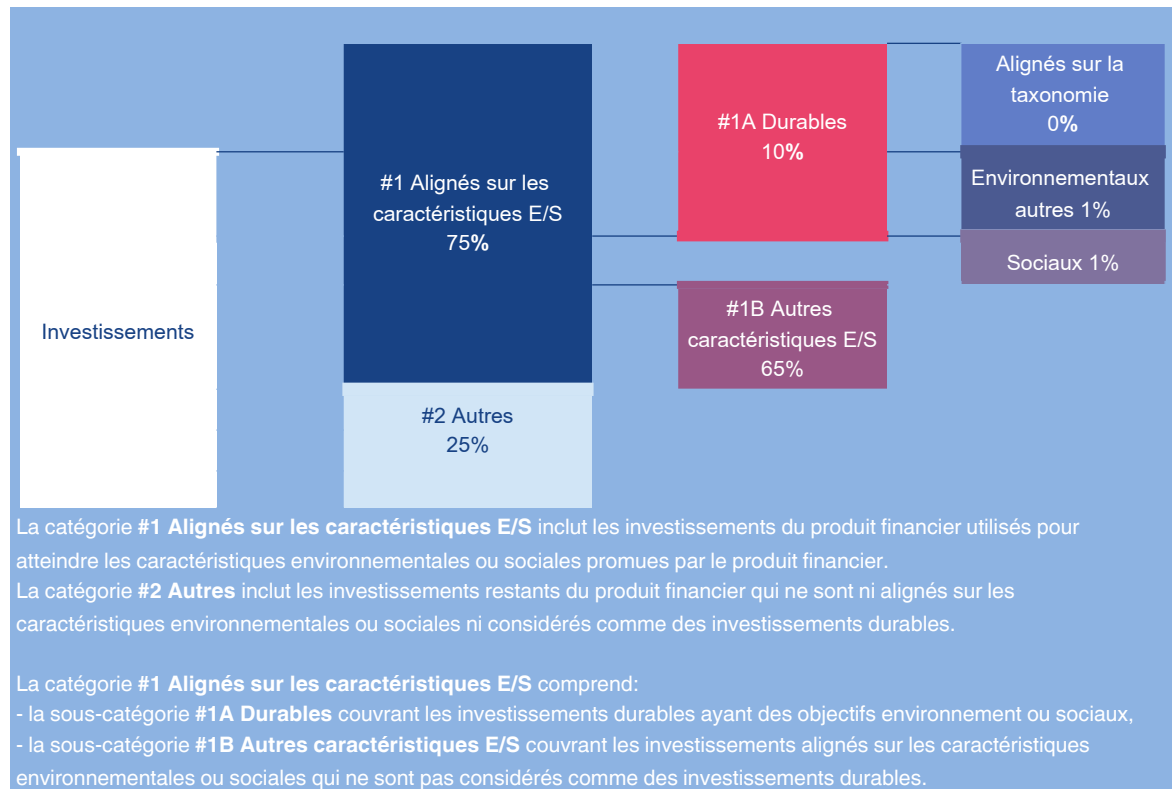 Investissements
#1 Alignés sur les
caractéristiques E/S
75%
#2 Autres
25%
#1A Durables
10%
#1B Autres
caractéristiques E/S
65%
Alignés sur la
taxonomie
0%
Environnementaux
autres 1%
Sociaux 1%
La catégorie #1 Alignés sur les caractéristiques E/S inclut les investissements du produit financier utilisés pour
atteindre les caractéristiques environnementales ou sociales promues par le produit financier.
La catégorie #2 Autres inclut les investissements restants du produit financier qui ne sont ni alignés sur les
caractéristiques environnementales ou sociales ni considérés comme des investissements durables.
La catégorie #1 Alignés sur les caractéristiques E/S comprend:
- la sous-catégorie #1A Durables couvrant les investissements durables ayant des objectifs environnement ou sociaux,
- la sous-catégorie #1B Autres caractéristiques E/S couvrant les investissements alignés sur les caractéristiques
environnementales ou sociales qui ne sont pas considérés comme des investissements durables.